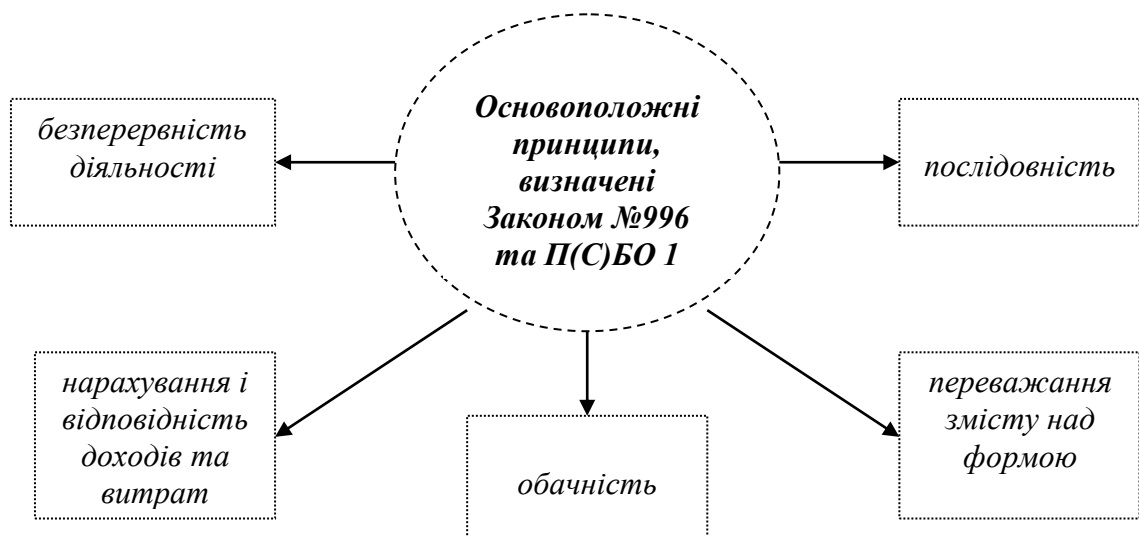 Основоположні
принципи,
визначені
Законом №996
та П(С)БО 1
безперервність
діяльності
послідовність
нарахування і
відповідність
доходів та
витрат
обачність
переважання
змісту над
формою